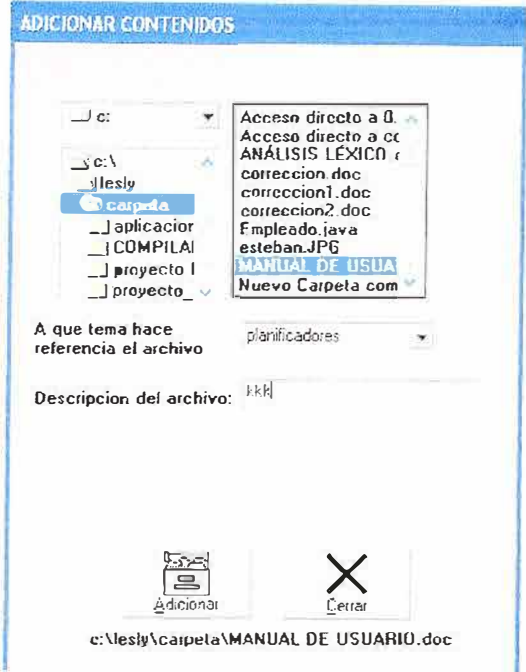 ADICIONAR CONTENIDOS
c:
c:\
lesly
carpeta
aplicacior
COMPILAI
proyecto I
proyecto_
Acceso directo a 0.
Acceso directo a cc
ANÁLISIS LÉXICO
correccion.doc
correccion1.doc
correccion2.doc
Empleado.java
esteban.JPG
MANUAL DE USUA
Nuevo Carpeta com
A que tema hace
referencia el archivo
planificadores
Descripcion del archivo:
kkk
Adicionar
Cerrar
c:\lesly\carpeta\MANUAL DE USUARIO.doc